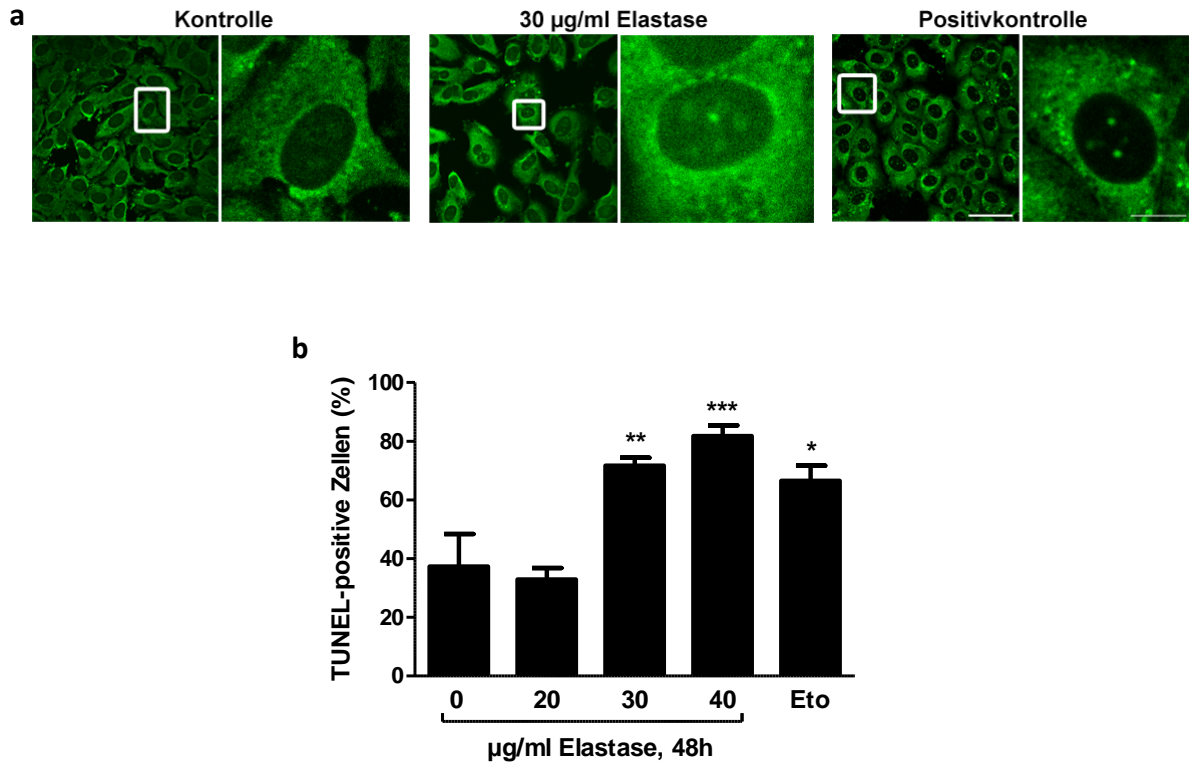 a
Kontrolle 30 µg/ml Elastase Positivkontrolle
b
TUNEL-positive Zellen (%)
100
80
60
40
20
0
** *** *
0 20 30 40 Eto
µg/ml Elastase, 48h